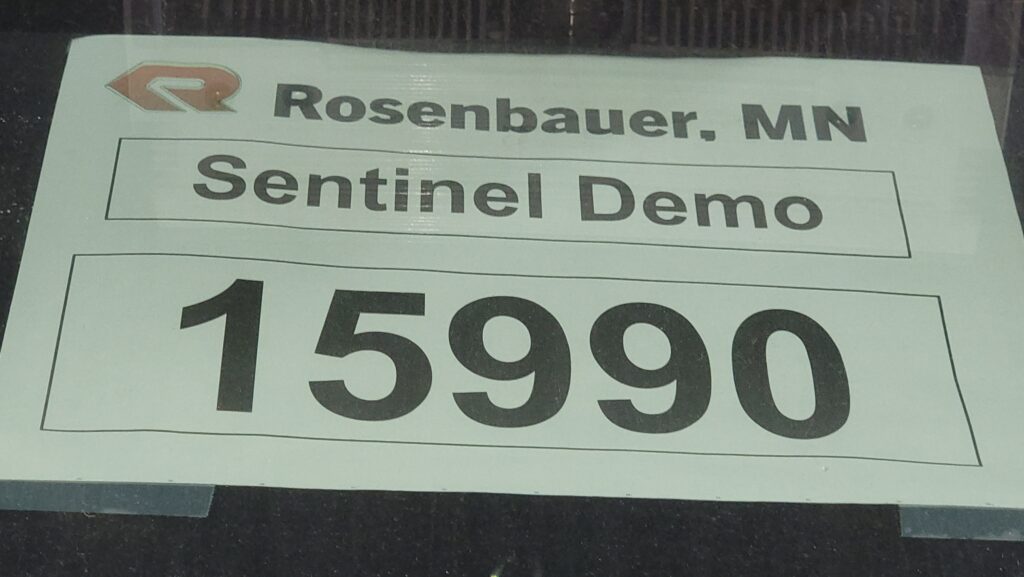 Rosenbauer, MN
Sentinel Demo
15990